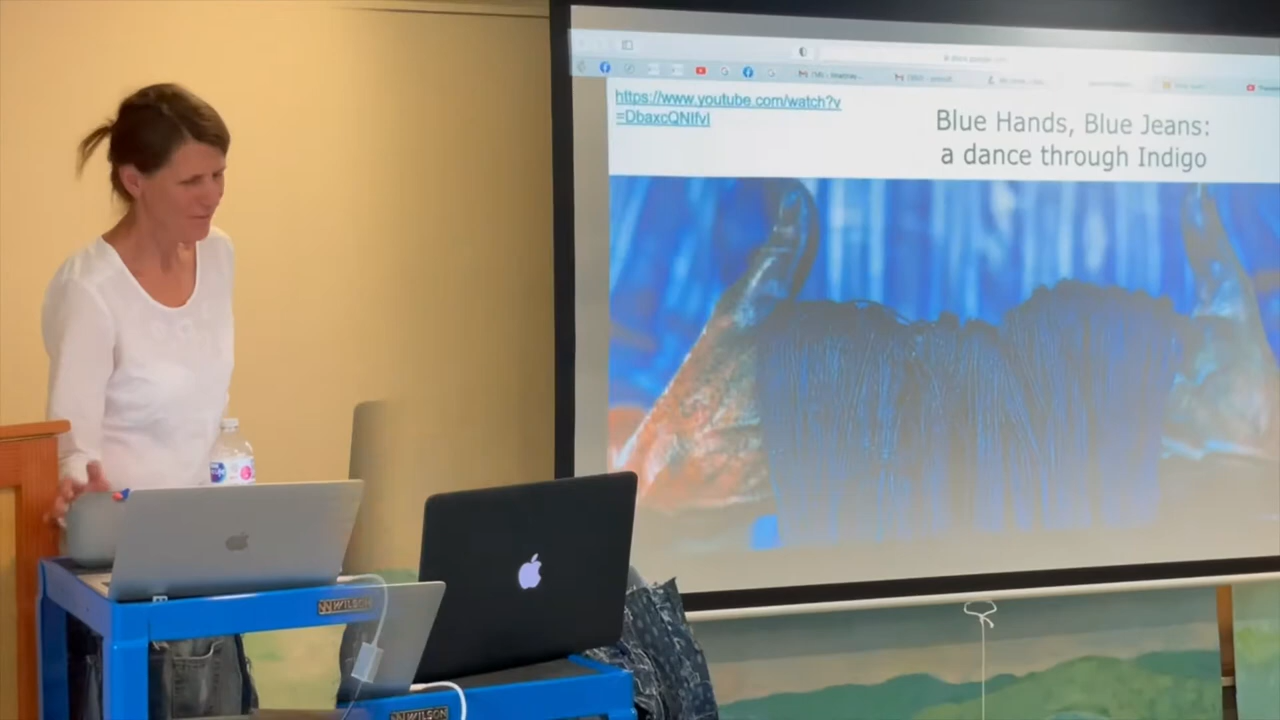 https://www.youtube.com/watch?v
=DbaxcQNIfvI
Blue Hands, Blue Jeans:
a dance through Indigo
WILSON
WILSON